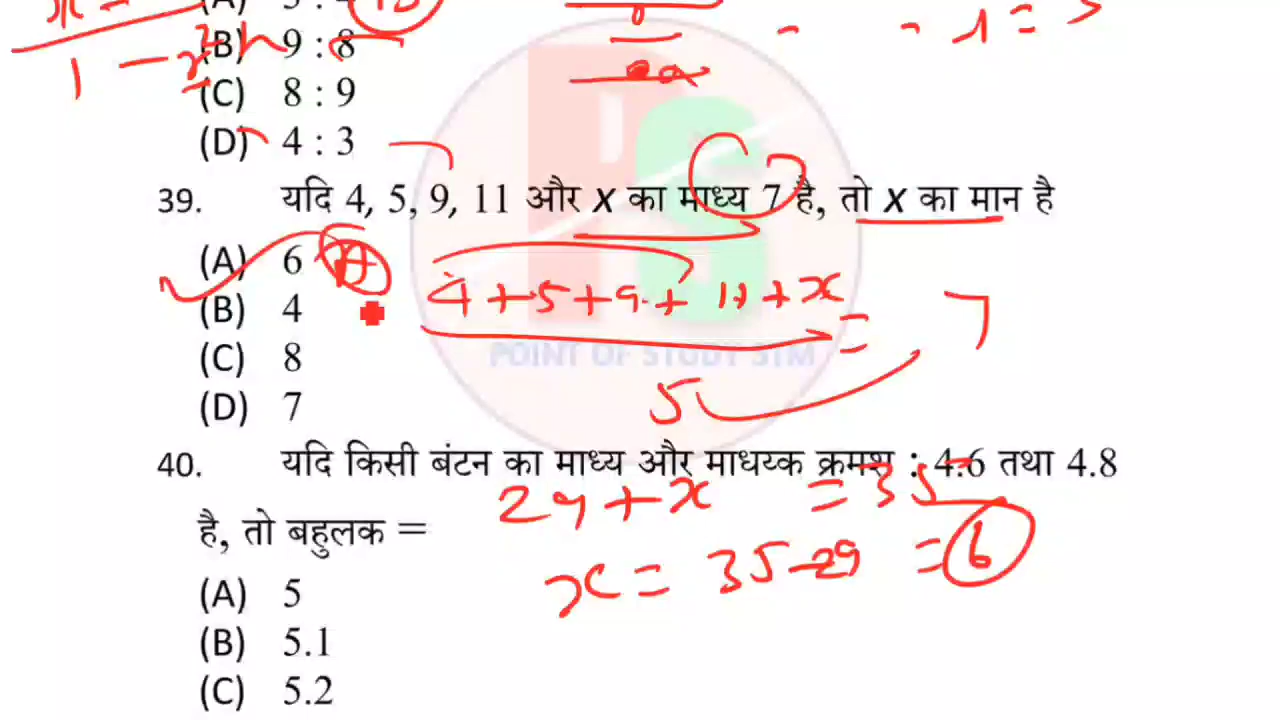 (B) 9 : 8
(C) 8 : 9
(D) 4 : 3
39. यदि 4, 5, 9, 11 और x का माध्य 7 है, तो x का मान है
(A) 6
(B) 4
4 + 5 + 9 + 11 + x = 7
POINT OF STUDY STM
(C) 8
5
(D) 7
40. यदि किसी बंटन का माध्य और माधय्क क्रमश : 4.6 तथा 4.8
29 + x = 35
है, तो बहुलक =
x = 35 - 29 = 6
(A) 5
(B) 5.1
(C) 5.2